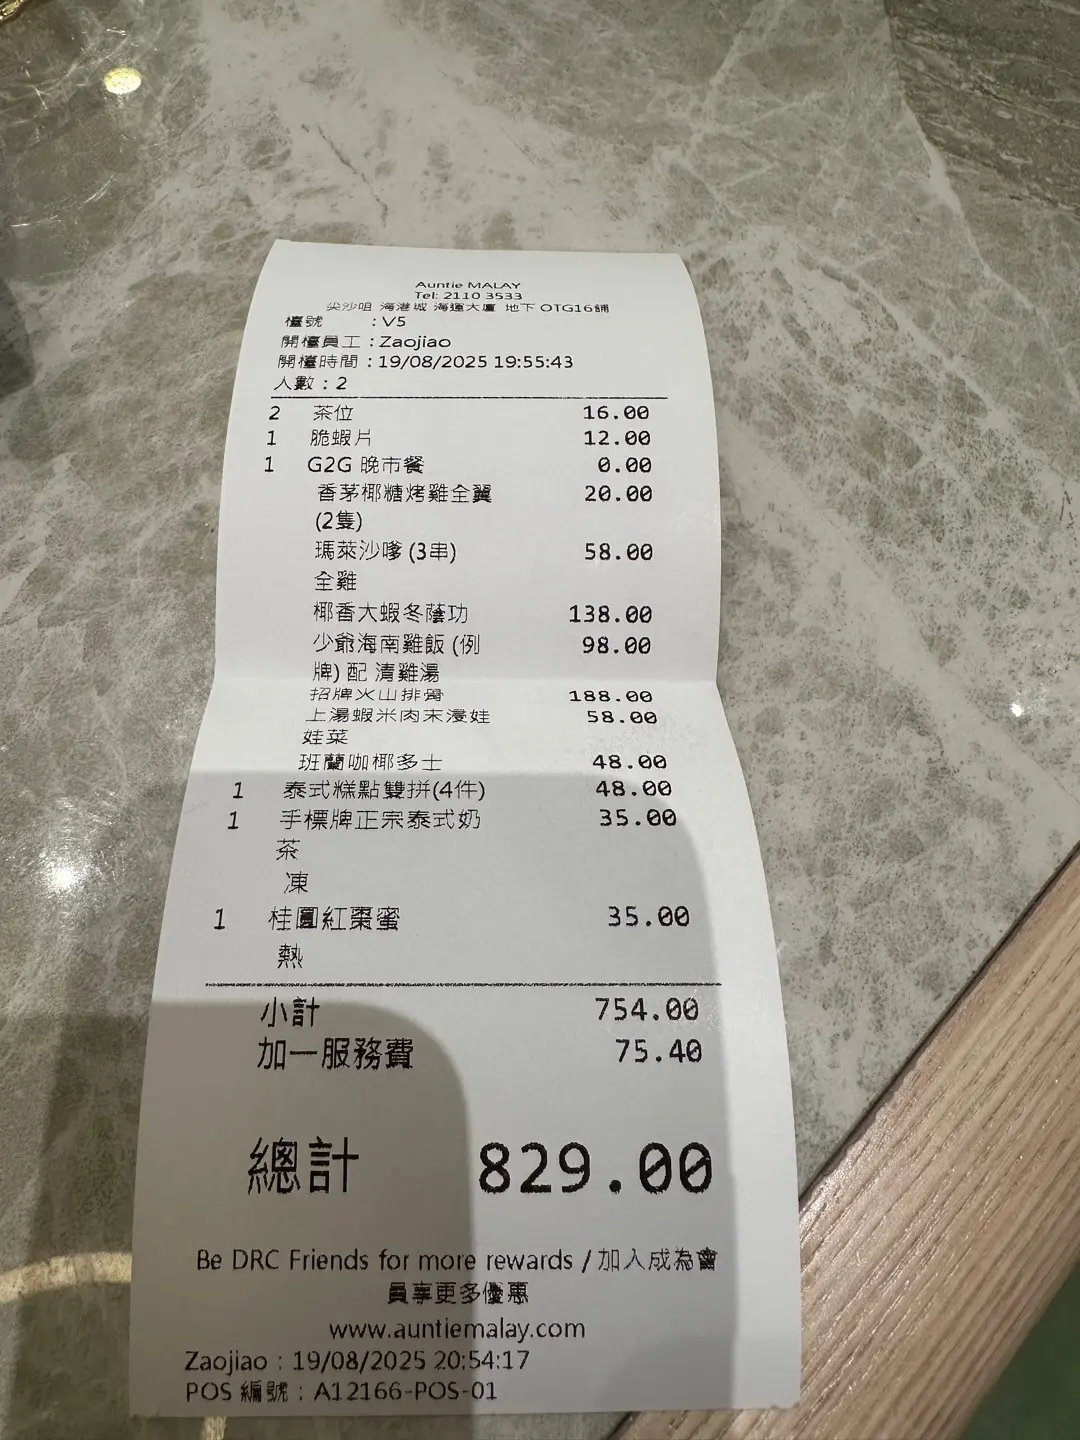 Auntie MALAY
Tel: 2110 3533
尖沙咀 海港城 海運大廈 地下 OTG16舖
檯號 : V5
開檯員工 : Zaojiao
開檯時間 : 19/08/2025 19:55:43
人數 : 2
2 茶位 16.00
1 脆蝦片 12.00
1 G2G 晚市餐 0.00
香茅椰糖烤雞全翼 20.00
(2隻)
瑪萊沙嗲 (3串) 58.00
全雞
椰香大蝦冬蔭功 138.00
少爺海南雞飯 (例 98.00
牌) 配 清雞湯
招牌火山排骨 188.00
上湯蝦米肉末浸娃 58.00
娃菜
班蘭咖椰多士 48.00
1 泰式糕點雙拼(4件) 48.00
1 手標牌正宗泰式奶 35.00
茶
凍
1 桂圓紅棗蜜 35.00
熱
小計 754.00
加一服務費 75.40
總計 829.00
Be DRC Friends for more rewards / 加入成為會
員享更多優惠
www.auntiemalay.com
Zaojiao : 19/08/2025 20:54:17
POS 編號 : A12166-POS-01